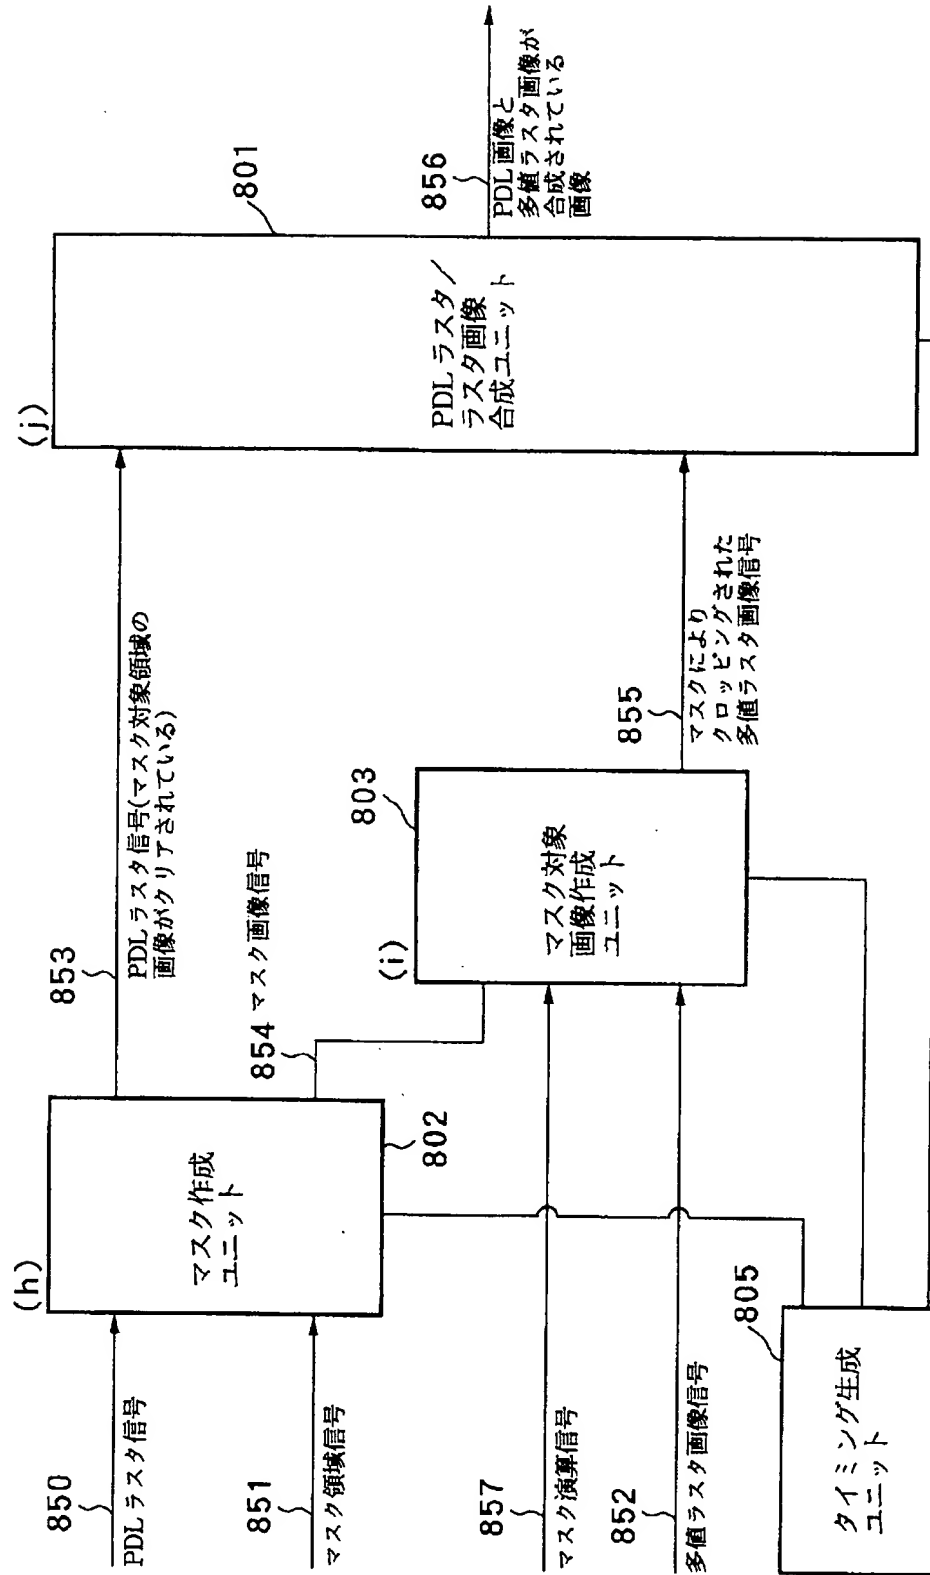 (h)
(i)
(j)
850
PDLラスタ信号
851
マスク領域信号
857
マスク演算信号
852
多値ラスタ画像信号
805
タイミング生成
ユニット
マスク作成
ユニット
802
853
PDLラスタ信号(マスク対象領域の
画像がクリアされている)
854 マスク画像信号
803
マスク対象
画像作成
ユニット
855
マスクにより
クロッピングされた
多値ラスタ画像信号
801
PDLラスタ/
ラスタ画像
合成ユニット
856
PDL画像と
多値ラスタ画像が
合成されている
画像